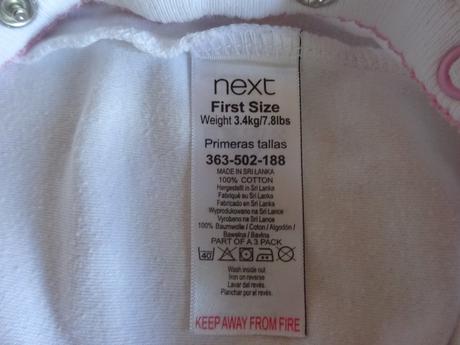 next
First Size
Weight 3.4kg/7.8lbs
Primeras tallas
363-502-188
MADE IN SRI LANKA
100% COTTON
Hergestellt in Sri Lanka
Fabriqué au Sri Lanka
Fabricado en Sri Lanka
Wyprodukowano na Sri Lance
Vyrobeno na Sri Lance
100% Baumwolle / Coton / Algodón /
Bawełna / Bavlna
PART OF A 3 PACK
40
Wash inside out
Iron on reverse
Lavar del revés.
Planchar por el revés.
KEEP AWAY FROM FIRE